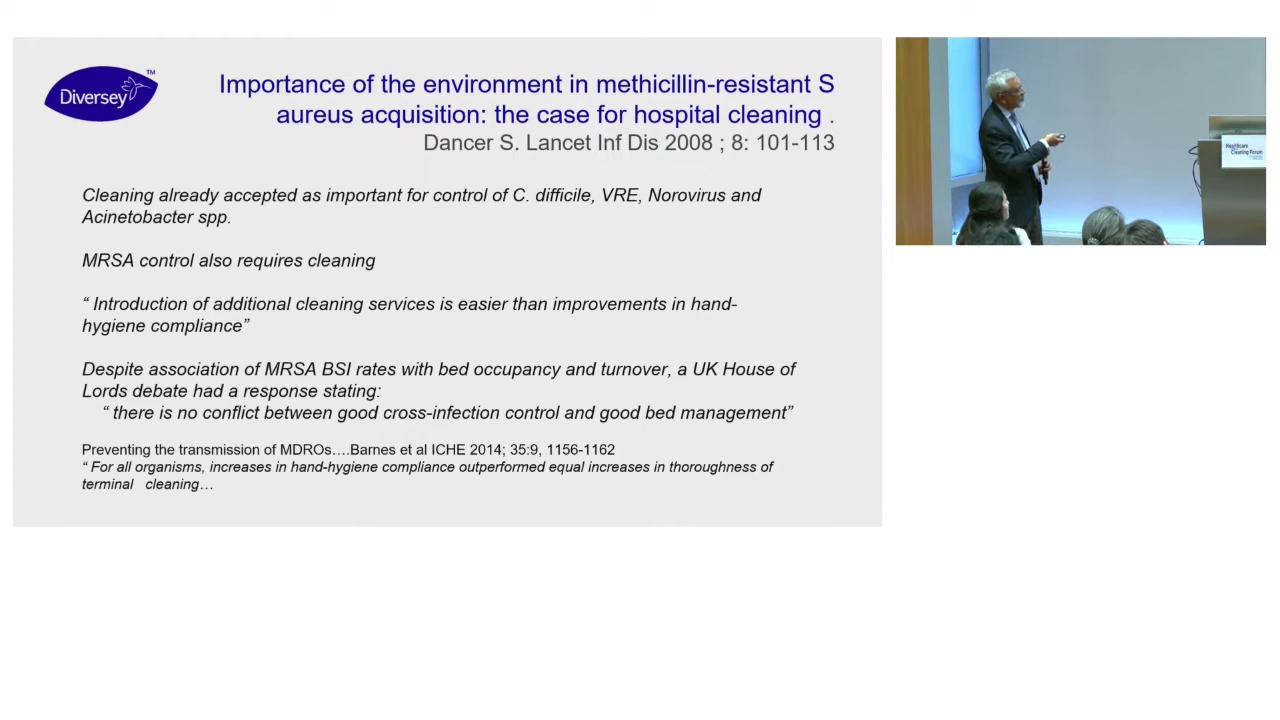 Diversey™
Importance of the environment in methicillin-resistant S
aureus acquisition: the case for hospital cleaning .
Dancer S. Lancet Inf Dis 2008 ; 8: 101-113
Cleaning already accepted as important for control of C. difficile, VRE, Norovirus and
Acinetobacter spp.
MRSA control also requires cleaning
“ Introduction of additional cleaning services is easier than improvements in hand-
hygiene compliance”
Despite association of MRSA BSI rates with bed occupancy and turnover, a UK House of
Lords debate had a response stating:
“ there is no conflict between good cross-infection control and good bed management”
Preventing the transmission of MDROs….Barnes et al ICHE 2014; 35:9, 1156-1162
“ For all organisms, increases in hand-hygiene compliance outperformed equal increases in thoroughness of
terminal cleaning…
Healthcare
Cleaning Forum